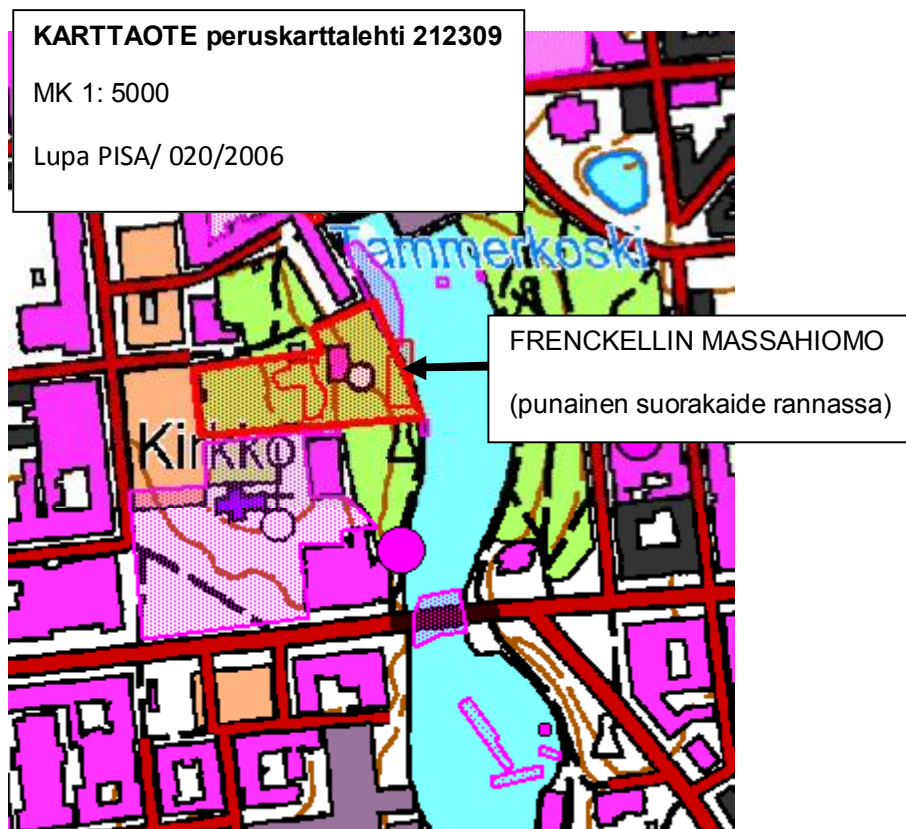 KARTTAOTE peruskarttalehti 212309
MK 1: 5000
Lupa PISA/ 020/2006
Tammerkoski
FRENCKELLIN MASSAHIOMO
(punainen suorakaide rannassa)
Kirkko